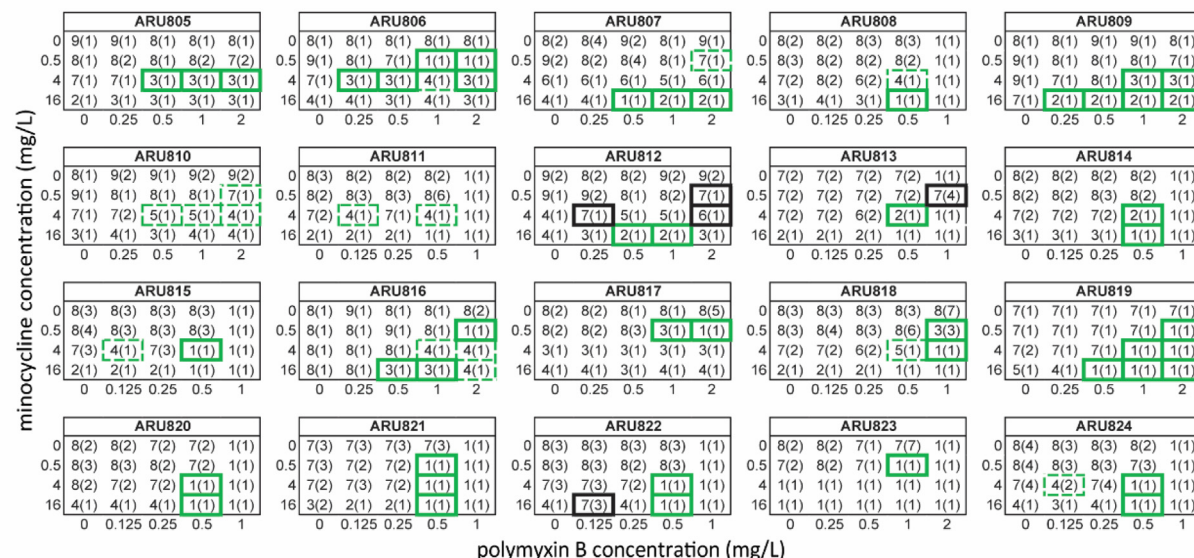 minocycline concentration (mg/L)
ARU805
0 9(1) 9(1) 8(1) 8(1) 8(1)
0.5 8(1) 8(2) 8(1) 8(2) 7(2)
4 7(1) 7(1) 3(1) 3(1) 3(1)
16 2(1) 3(1) 3(1) 3(1) 3(1)
0 0.25 0.5 1 2
ARU806
0 9(1) 8(1) 8(1) 8(1) 8(1)
0.5 9(1) 8(1) 7(1) 1(1) 1(1)
4 7(1) 3(1) 3(1) 4(1) 3(1)
16 4(1) 4(1) 3(1) 4(1) 3(1)
0 0.25 0.5 1 2
ARU807
0 8(2) 8(4) 9(2) 8(1) 9(1)
0.5 9(2) 8(2) 8(4) 8(1) 7(1)
4 6(1) 6(1) 6(1) 5(1) 6(1)
16 4(1) 4(1) 1(1) 2(1) 2(1)
0 0.25 0.5 1 2
ARU808
0 8(2) 8(2) 8(3) 8(3) 1(1)
0.5 8(3) 8(2) 8(2) 8(2) 1(1)
4 8(2) 8(2) 6(2) 4(1) 1(1)
16 3(1) 4(1) 3(1) 1(1) 1(1)
0 0.125 0.25 0.5 1
ARU809
0 8(1) 8(1) 9(1) 9(1) 8(1)
0.5 8(1) 8(1) 8(1) 8(1) 7(1)
4 9(1) 7(1) 8(1) 3(1) 3(1)
16 7(1) 2(1) 2(1) 2(1) 2(1)
0 0.25 0.5 1 2
ARU810
0 8(1) 9(2) 9(1) 9(2) 9(2)
0.5 9(1) 8(1) 8(1) 8(1) 7(1)
4 7(1) 7(2) 5(1) 5(1) 4(1)
16 3(1) 4(1) 3(1) 4(1) 4(1)
0 0.25 0.5 1 2
ARU811
0 8(3) 8(2) 8(2) 8(2) 1(1)
0.5 8(2) 8(3) 8(3) 8(6) 1(1)
4 7(2) 4(1) 7(1) 4(1) 1(1)
16 2(1) 2(1) 2(1) 1(1) 1(1)
0 0.125 0.25 0.5 1
ARU812
0 9(2) 8(2) 8(2) 8(2) 9(2)
0.5 9(1) 9(2) 8(1) 8(1) 7(1)
4 4(1) 7(1) 5(1) 5(1) 6(1)
16 4(1) 3(1) 2(1) 2(1) 3(1)
0 0.25 0.5 1 2
ARU813
0 7(2) 7(2) 7(2) 7(2) 1(1)
0.5 7(2) 7(2) 7(2) 7(2) 7(4)
4 7(2) 7(2) 6(2) 2(1) 1(1)
16 2(1) 2(1) 2(1) 1(1) 1(1)
0 0.125 0.25 0.5 1
ARU814
0 8(2) 8(2) 8(2) 8(2) 1(1)
0.5 8(3) 8(2) 8(3) 8(2) 1(1)
4 7(2) 7(2) 7(2) 2(1) 1(1)
16 3(1) 3(1) 3(1) 1(1) 1(1)
0 0.125 0.25 0.5 1
ARU815
0 8(3) 8(3) 8(3) 8(3) 1(1)
0.5 8(4) 8(3) 8(3) 8(3) 1(1)
4 7(3) 4(1) 7(3) 1(1) 1(1)
16 2(1) 2(1) 2(1) 1(1) 1(1)
0 0.125 0.25 0.5 1
ARU816
0 8(1) 8(1) 8(1) 8(1) 8(2)
0.5 8(1) 8(1) 9(1) 8(1) 1(1)
4 8(1) 8(1) 8(1) 4(1) 4(1)
16 8(1) 8(1) 3(1) 3(1) 4(1)
0 0.25 0.5 1 2
ARU817
0 8(2) 8(2) 8(2) 8(1) 8(5)
0.5 8(2) 8(2) 8(3) 3(1) 1(1)
4 3(1) 3(1) 3(1) 3(1) 3(1)
16 4(1) 4(1) 4(1) 4(1) 1(1)
0 0.25 0.5 1 2
ARU818
0 8(3) 8(3) 8(3) 8(3) 8(7)
0.5 8(3) 8(4) 8(3) 8(6) 3(3)
4 7(2) 7(2) 6(2) 5(1) 1(1)
16 2(1) 2(1) 1(1) 1(1) 1(1)
0 0.125 0.25 0.5 1
ARU819
0 7(1) 7(1) 7(1) 7(1) 7(1)
0.5 7(1) 7(1) 7(1) 7(1) 1(1)
4 7(2) 7(1) 7(1) 1(1) 1(1)
16 5(1) 4(1) 1(1) 1(1) 1(1)
0 0.25 0.5 1 2
ARU820
0 8(2) 8(2) 7(2) 7(2) 1(1)
0.5 8(3) 8(3) 8(2) 7(2) 1(1)
4 8(2) 7(2) 7(2) 1(1) 1(1)
16 4(1) 4(1) 4(1) 1(1) 1(1)
0 0.125 0.25 0.5 1
ARU821
0 7(3) 7(3) 7(3) 7(3) 1(1)
0.5 7(3) 7(2) 7(2) 1(1) 1(1)
4 7(3) 7(2) 7(2) 1(1) 1(1)
16 3(2) 2(1) 1(1) 1(1) 1(1)
0 0.125 0.25 0.5 1
ARU822
0 8(3) 8(3) 8(3) 8(3) 1(1)
0.5 8(3) 8(3) 8(2) 8(3) 1(1)
4 7(3) 7(3) 7(3) 1(1) 1(1)
16 4(1) 7(3) 4(1) 1(1) 1(1)
0 0.125 0.25 0.5 1
ARU823
0 8(2) 8(2) 7(1) 7(7) 1(1)
0.5 7(2) 8(2) 7(1) 1(1) 1(1)
4 1(1) 1(1) 1(1) 1(1) 1(1)
16 1(1) 1(1) 1(1) 1(1) 1(1)
0 0.25 0.5 1 2
ARU824
0 8(4) 8(3) 8(3) 8(2) 1(1)
0.5 8(4) 8(3) 8(3) 7(3) 1(1)
4 7(4) 4(2) 7(4) 1(1) 1(1)
16 4(1) 3(1) 4(1) 1(1) 1(1)
0 0.125 0.25 0.5 1
polymyxin B concentration (mg/L)